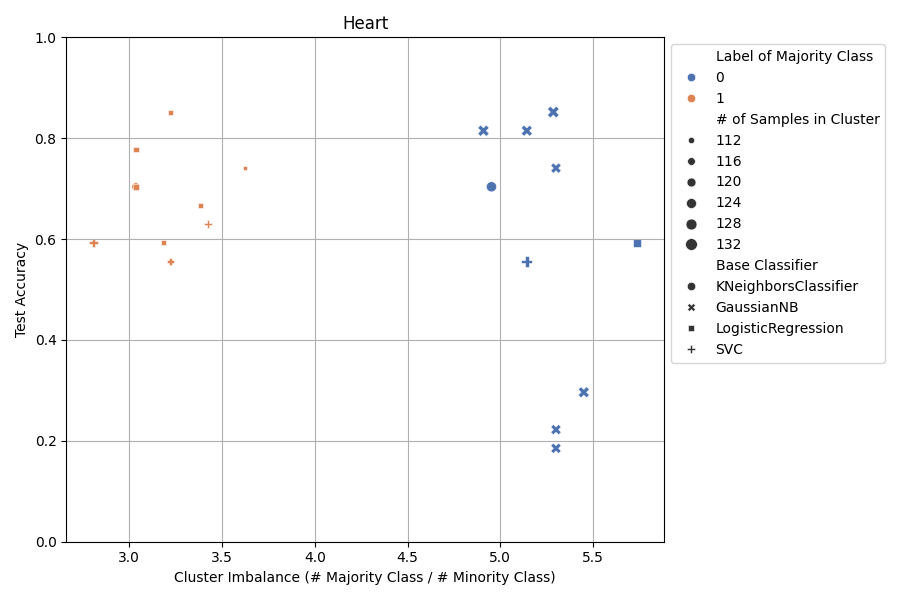 Heart
1.0
0.8
0.6
0.4
0.2
0.0
Test Accuracy
3.0 3.5 4.0 4.5 5.0 5.5
Cluster Imbalance (# Majority Class / # Minority Class)
Label of Majority Class
0
1
# of Samples in Cluster
112
116
120
124
128
132
Base Classifier
KNeighborsClassifier
GaussianNB
LogisticRegression
SVC